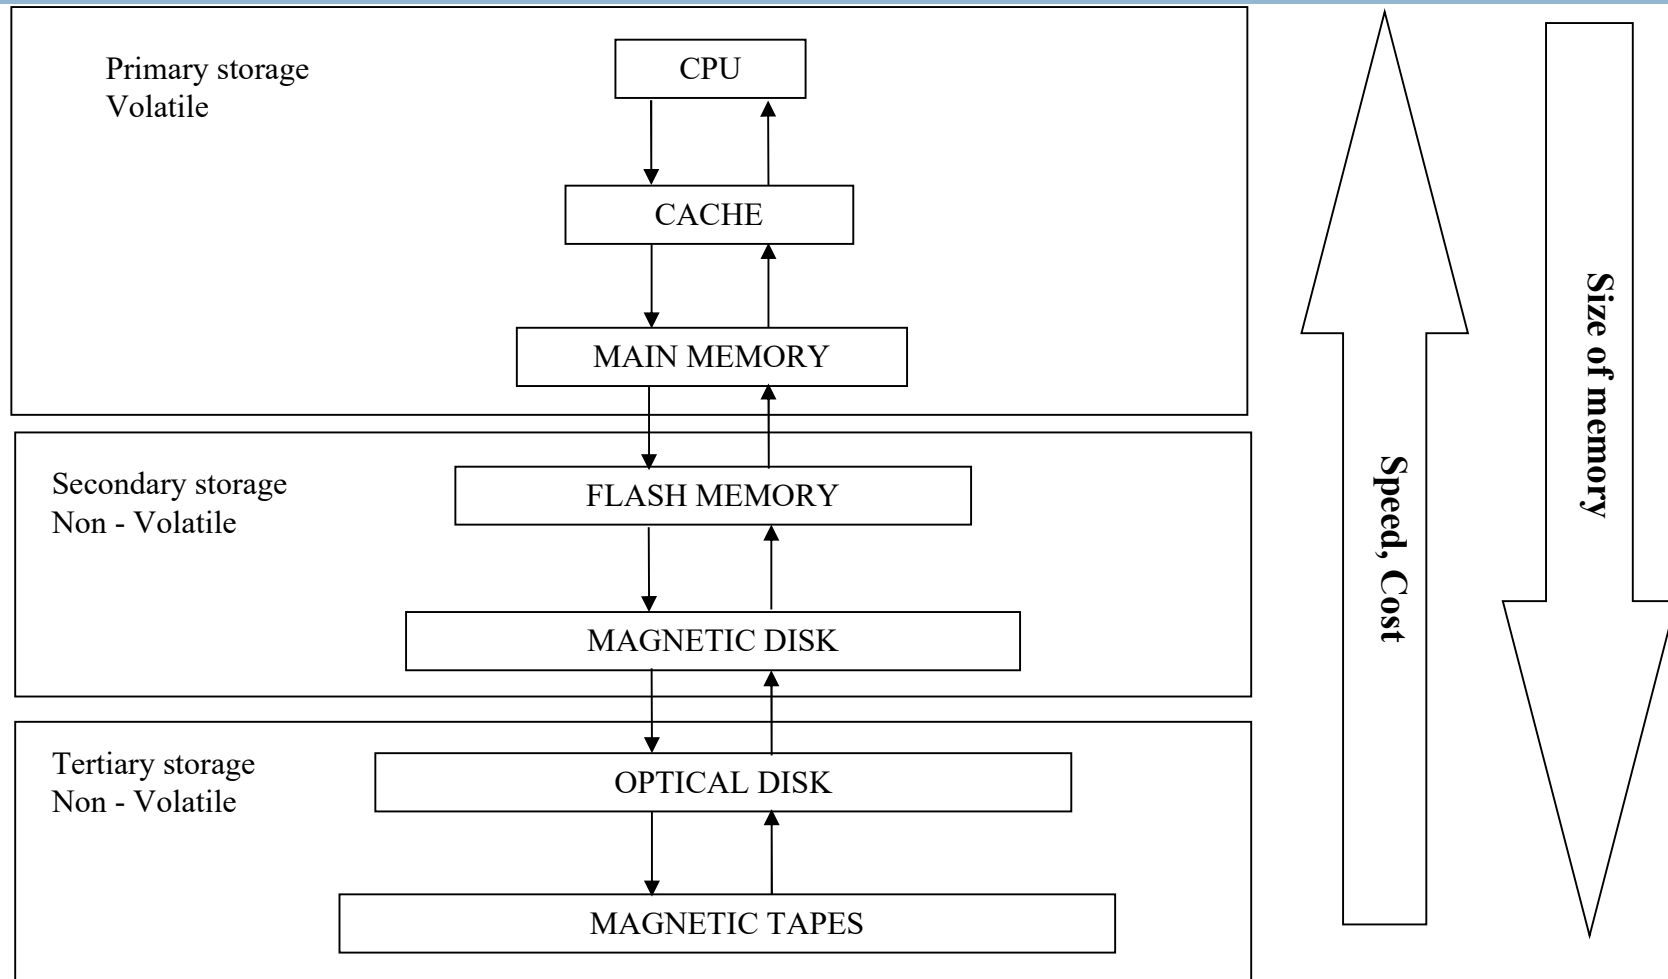 Primary storage
Volatile
CPU
CACHE
MAIN MEMORY
Secondary storage
Non - Volatile
FLASH MEMORY
MAGNETIC DISK
Tertiary storage
Non - Volatile
OPTICAL DISK
MAGNETIC TAPES
Speed, Cost
Size of memory